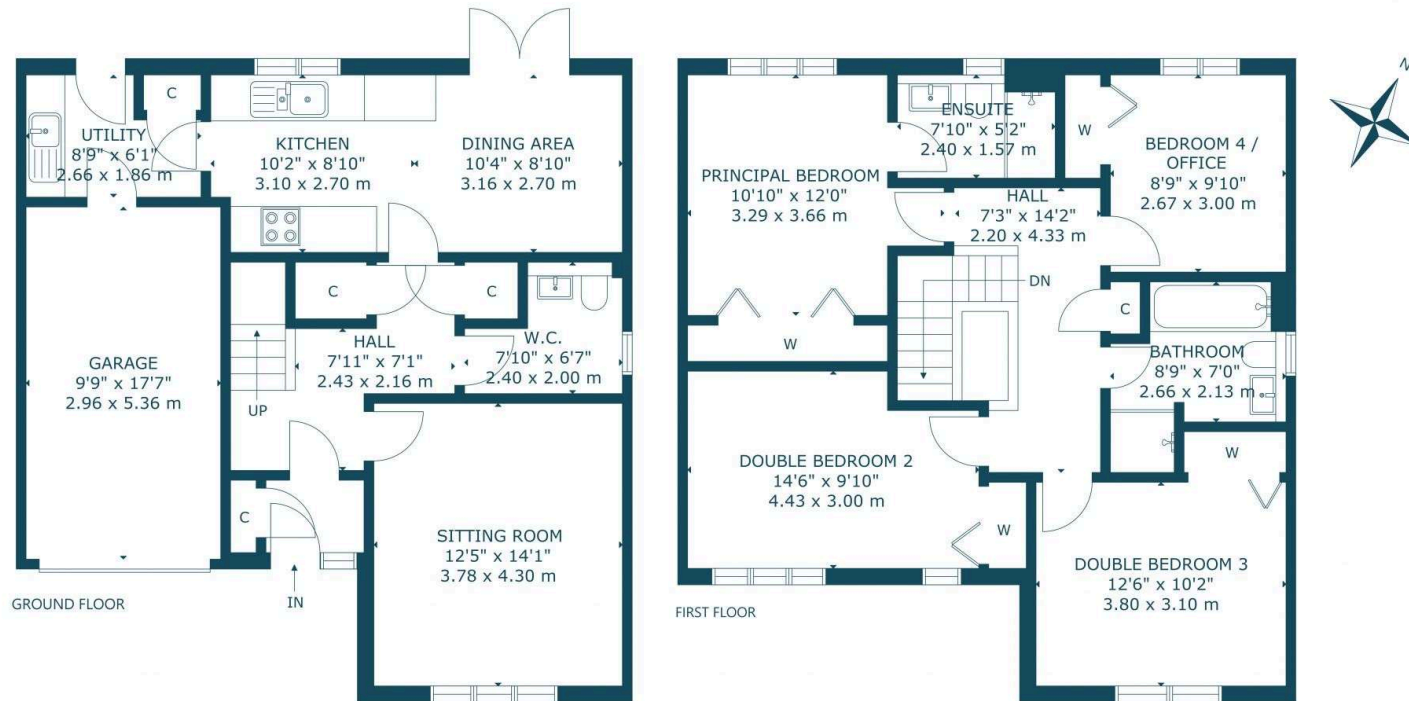 C
UTILITY
8'9" x 6'1"
2.66 x 1.86 m
KITCHEN
10'2" x 8'10"
3.10 x 2.70 m
DINING AREA
10'4" x 8'10"
3.16 x 2.70 m
C
C
W.C.
7'10" x 6'7"
2.40 x 2.00 m
HALL
7'11" x 7'1"
2.43 x 2.16 m
GARAGE
9'9" x 17'7"
2.96 x 5.36 m
UP
C
SITTING ROOM
12'5" x 14'1"
3.78 x 4.30 m
IN
GROUND FLOOR
ENSUITE
7'10" x 5'2"
2.40 x 1.57 m
W
BEDROOM 4 /
OFFICE
8'9" x 9'10"
2.67 x 3.00 m
PRINCIPAL BEDROOM
10'10" x 12'0"
3.29 x 3.66 m
HALL
7'3" x 14'2"
2.20 x 4.33 m
DN
C
W
BATHROOM
8'9" x 7'0"
2.66 x 2.13 m
DOUBLE BEDROOM 2
14'6" x 9'10"
4.43 x 3.00 m
W
W
DOUBLE BEDROOM 3
12'6" x 10'2"
3.80 x 3.10 m
FIRST FLOOR
N